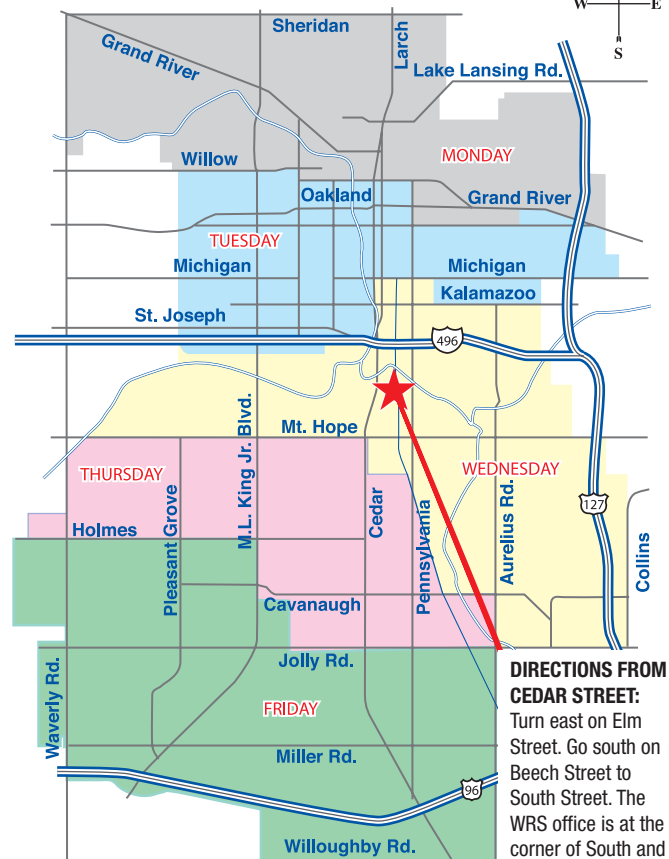 W E
S
Sheridan
Grand River
Larch
Lake Lansing Rd.
MONDAY
Willow
Oakland
Grand River
TUESDAY
Michigan
Michigan
Kalamazoo
St. Joseph
496
M.L. King Jr. Blvd.
Mt. Hope
THURSDAY
WEDNESDAY
Pleasant Grove
Cedar
Pennsylvania
Aurelius Rd.
127
Collins
Holmes
Cavanaugh
Waverly Rd.
Jolly Rd.
FRIDAY
Miller Rd.
96
Willoughby Rd.
DIRECTIONS FROM
CEDAR STREET:
Turn east on Elm
Street. Go south on
Beech Street to
South Street. The
WRS office is at the
corner of South and